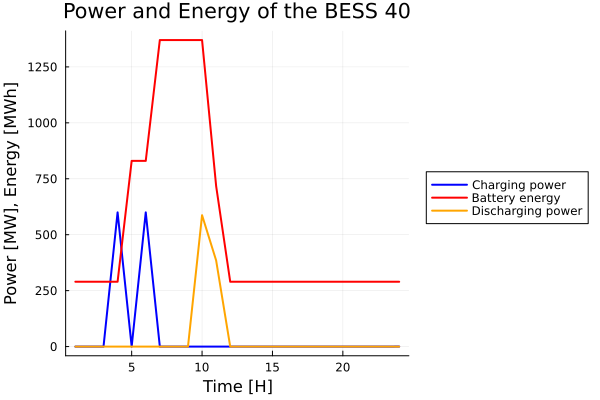 Power and Energy of the BESS 40
Power [MW], Energy [MWh]
1250
1000
750
500
250
0
5 10 15 20
Time [H]
Charging power
Battery energy
Discharging power